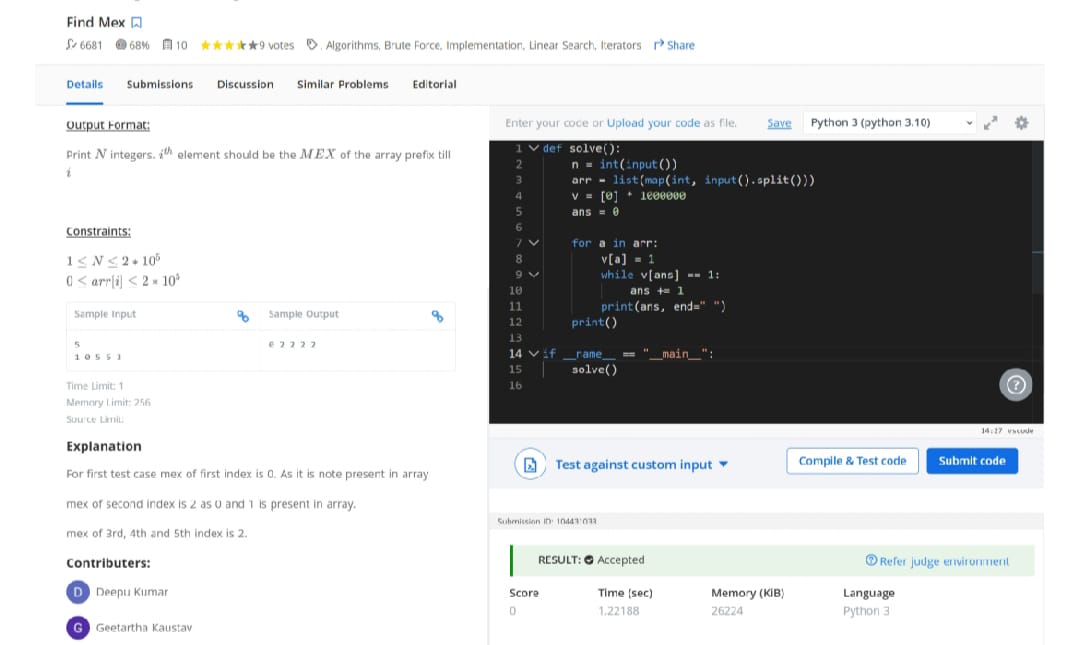 Find Mex
6681 68% 10 9 votes Algorithms, Brute Force, Implementation, Linear Search, Iterators Share
Details Submissions Discussion Similar Problems Editorial
Output Format:
Print N integers. iᵗʰ element should be the MEX of the array prefix till
i
Constraints:
1 ≤ N ≤ 2 * 10⁵
0 < arr[i] < 2 * 10⁵
Sample Input Sample Output
5
1 0 5 5 3
0 2 2 2 2
Time Limit: 1
Memory Limit: 256
Source Limit:
Explanation
For first test case mex of first index is 0. As it is note present in array
mex of second index is 2 as 0 and 1 is present in array.
mex of 3rd, 4th and 5th index is 2.
Contributers:
D Deepu Kumar
G Geetartha Kaustav
Enter your code or Upload your code as file. Save Python 3 (python 3.10)
1 def solve():
2 n = int(input())
3 arr = list(map(int, input().split()))
4 v = [0] * 1000000
5 ans = 0
6
7 for a in arr:
8 v[a] = 1
9 while v[ans] == 1:
10 ans += 1
11 print(ans, end=" ")
12 print()
13
14 if __name__ == "__main__":
15 solve()
16
14:27 vscode
Test against custom input Compile & Test code Submit code
Submission ID:
RESULT: Accepted Refer judge environment
Score Time (sec) Memory (KiB) Language
0 1.22188 26224 Python 3